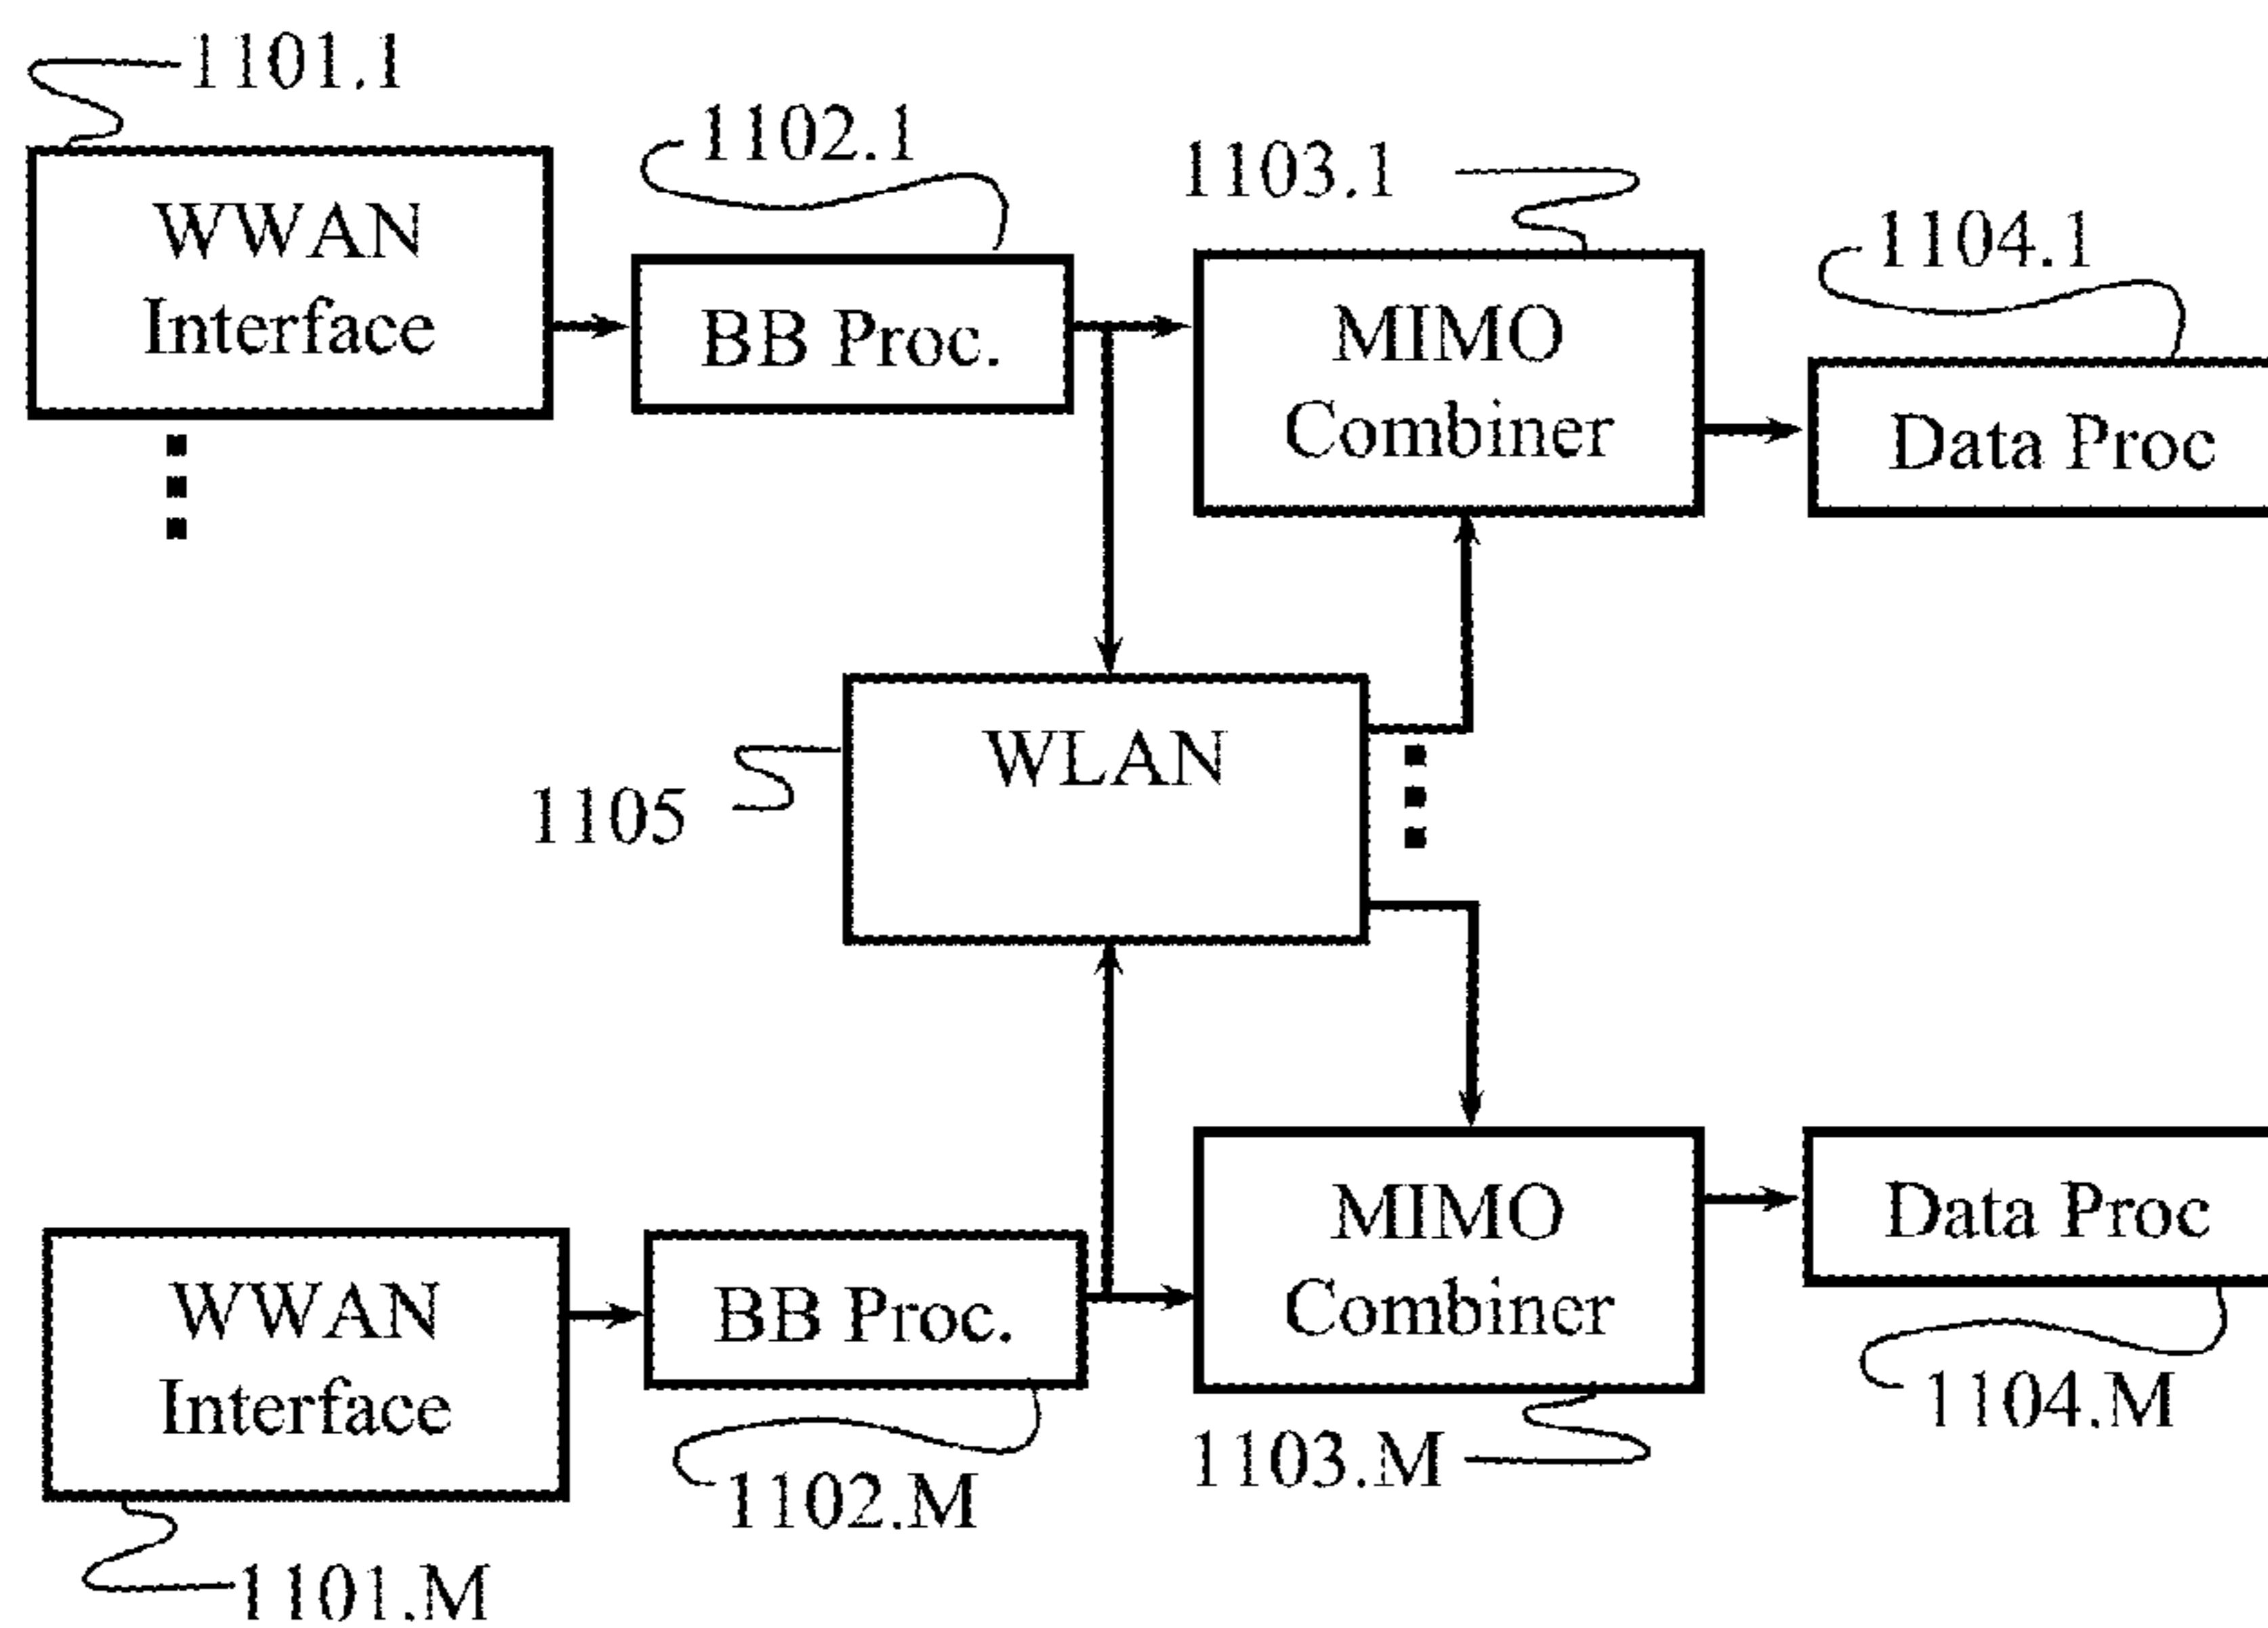 1101.1
1102.1
1103.1
1104.1
WWAN
Interface
BB Proc.
MIMO
Combiner
Data Proc
WLAN
1105
WWAN
Interface
BB Proc.
MIMO
Combiner
Data Proc
1101.M
1102.M
1103.M
1104.M